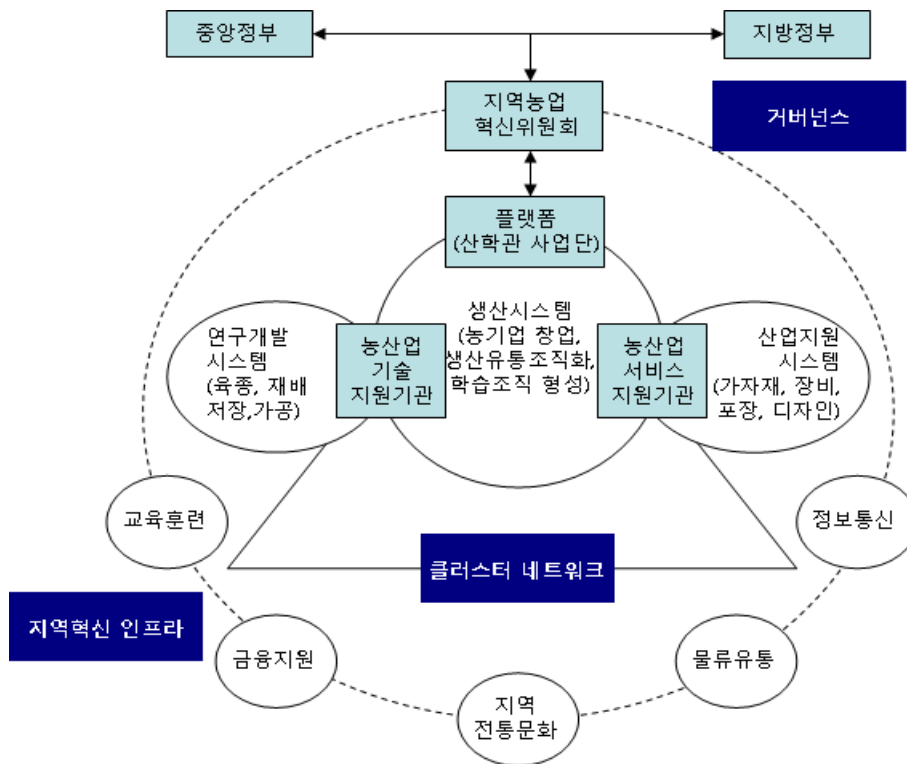 중앙정부
지방정부
지역농업
혁신위원회
거버넌스
플랫폼
(산학관 사업단)
연구개발
시스템
(육종, 재배
저장,가공)
농산업
기술
지원기관
생산시스템
(농기업 창업,
생산유통조직화,
학습조직 형성)
농산업
서비스
지원기관
산업지원
시스템
(가자재, 장비,
포장, 디자인)
교육훈련
정보통신
클러스터 네트워크
지역혁신 인프라
금융지원
물류유통
지역
전통문화